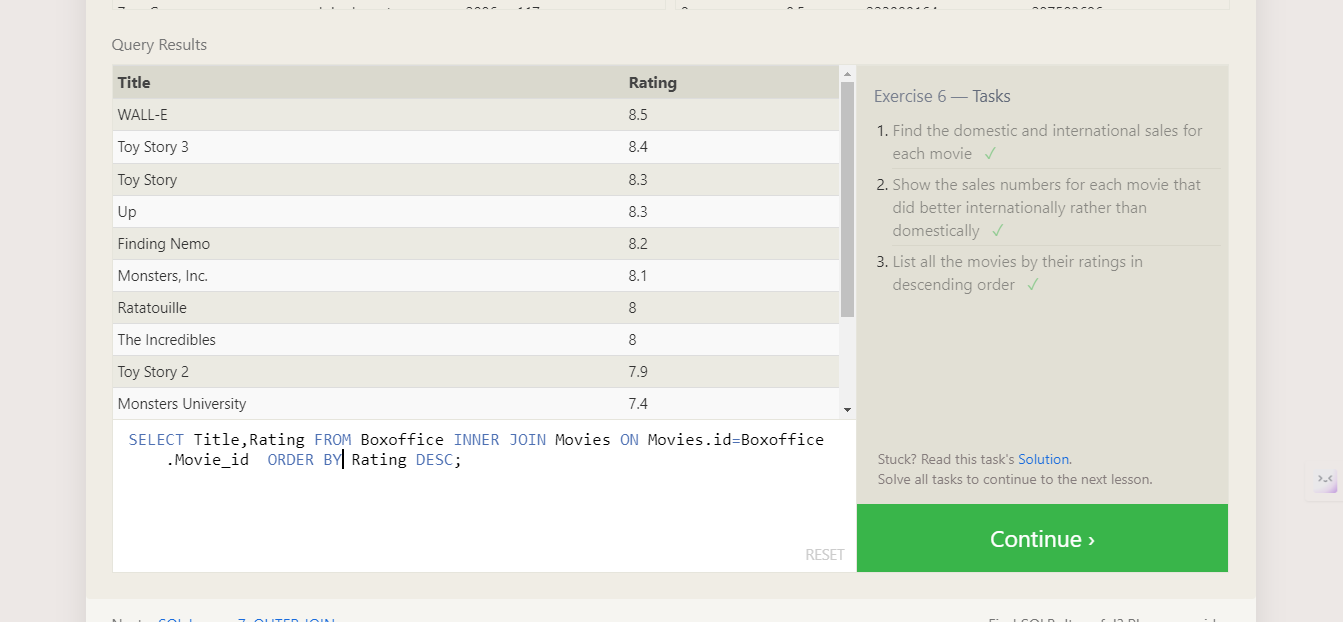 Query Results
Title Rating
WALL-E 8.5
Toy Story 3 8.4
Toy Story 8.3
Up 8.3
Finding Nemo 8.2
Monsters, Inc. 8.1
Ratatouille 8
The Incredibles 8
Toy Story 2 7.9
Monsters University 7.4
SELECT Title,Rating FROM Boxoffice INNER JOIN Movies ON Movies.id=Boxoffice
.Movie_id  ORDER BY Rating DESC;
RESET
Exercise 6 — Tasks
1. Find the domestic and international sales for
each movie ✓
2. Show the sales numbers for each movie that
did better internationally rather than
domestically ✓
3. List all the movies by their ratings in
descending order ✓
Stuck? Read this task's Solution.
Solve all tasks to continue to the next lesson.
Continue ›